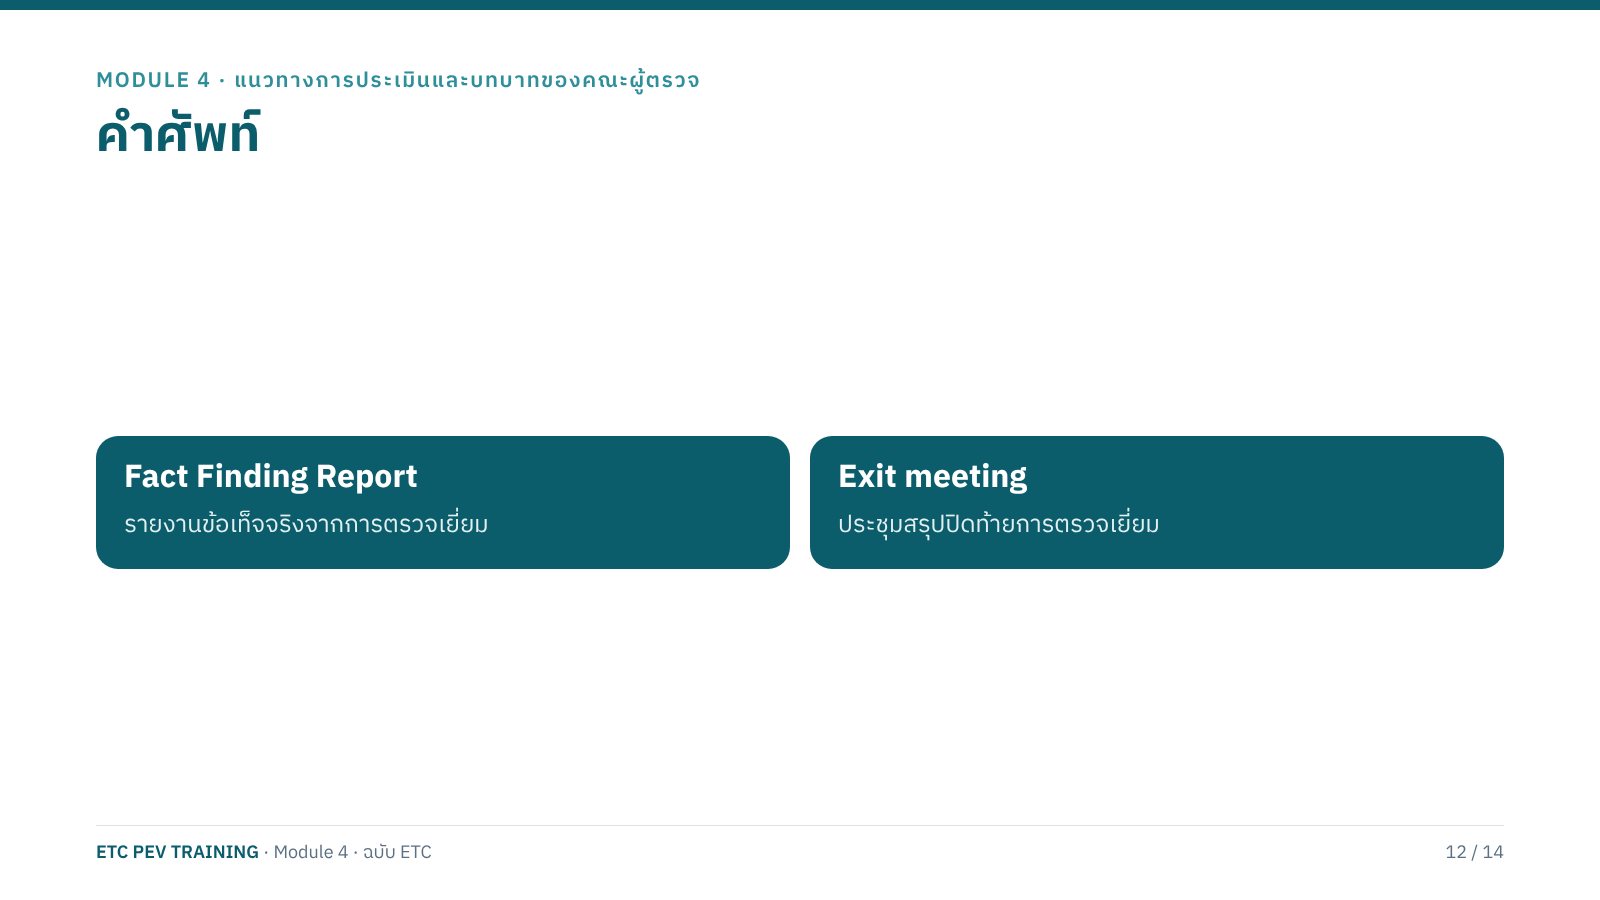 MODULE 4 · แนวทางการประเมินและบทบาทของคณะผู้ตรวจ
คำศัพท์
Fact Finding Report
รายงานข้อเท็จจริงจากการตรวจเยี่ยม
Exit meeting
ประชุมสรุปปิดท้ายการตรวจเยี่ยม
ETC PEV TRAINING · Module 4 · ฉบับ ETC
12 / 14